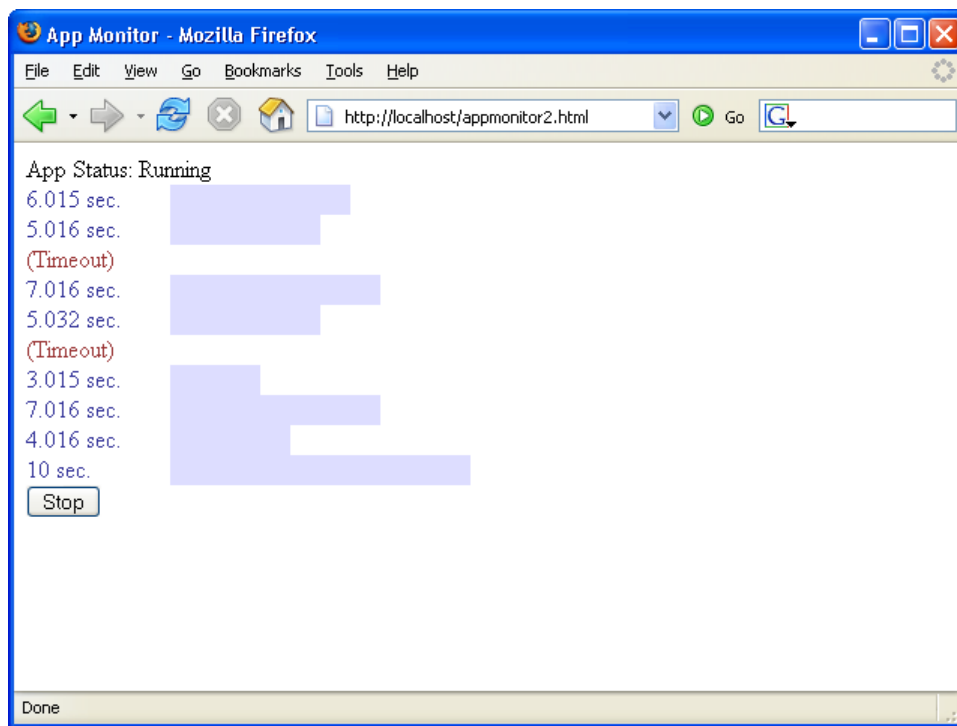 App Monitor - Mozilla Firefox
File Edit View Go Bookmarks Tools Help
http://localhost/appmonitor2.html Go G
App Status: Running
6.015 sec.
5.016 sec.
(Timeout)
7.016 sec.
5.032 sec.
(Timeout)
3.015 sec.
7.016 sec.
4.016 sec.
10 sec.
Stop
Done